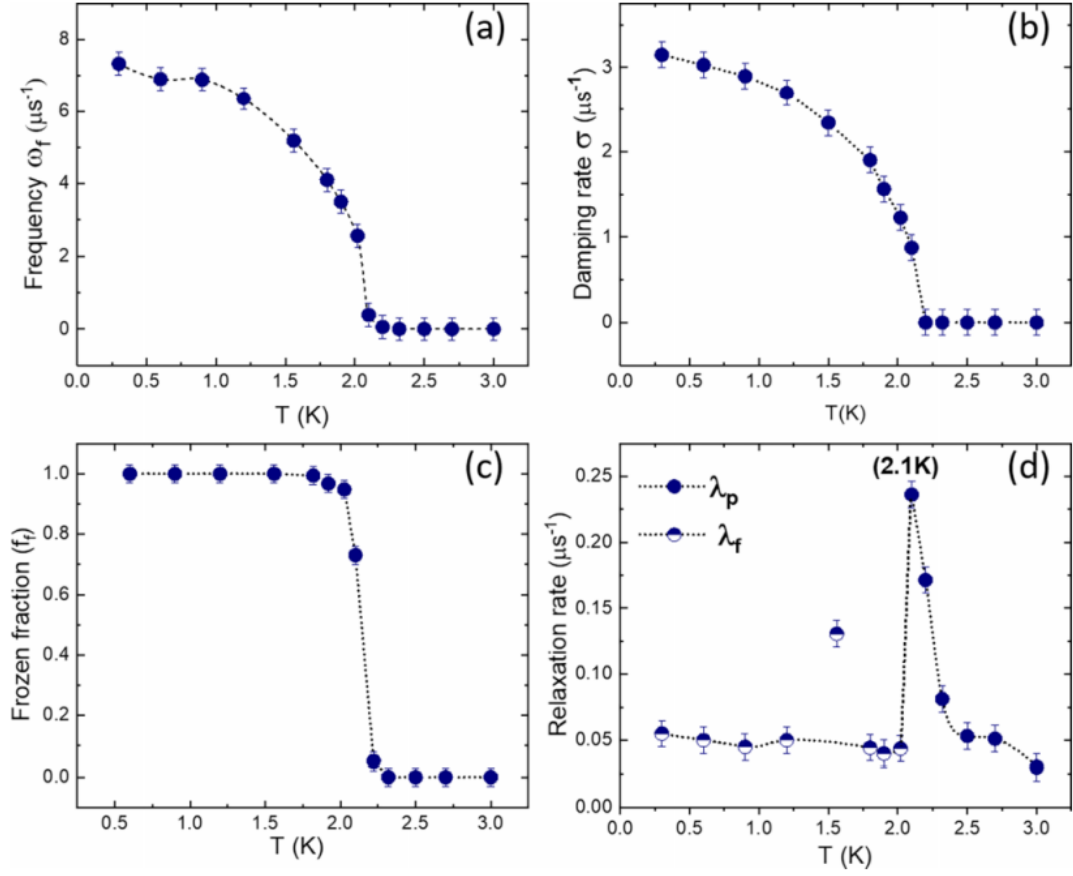 (a)
Frequency ω_f (μs⁻¹)
8
6
4
2
0
0.0 0.5 1.0 1.5 2.0 2.5 3.0
T (K)
(b)
Damping rate σ (μs⁻¹)
3
2
1
0
0.0 0.5 1.0 1.5 2.0 2.5 3.0
T(K)
(c)
Frozen fraction (f_f)
1.0
0.8
0.6
0.4
0.2
0.0
0.5 1.0 1.5 2.0 2.5 3.0
T (K)
(d)
(2.1K)
λ_p
λ_f
Relaxation rate (μs⁻¹)
0.25
0.20
0.15
0.10
0.05
0.00
0.0 0.5 1.0 1.5 2.0 2.5 3.0
T (K)